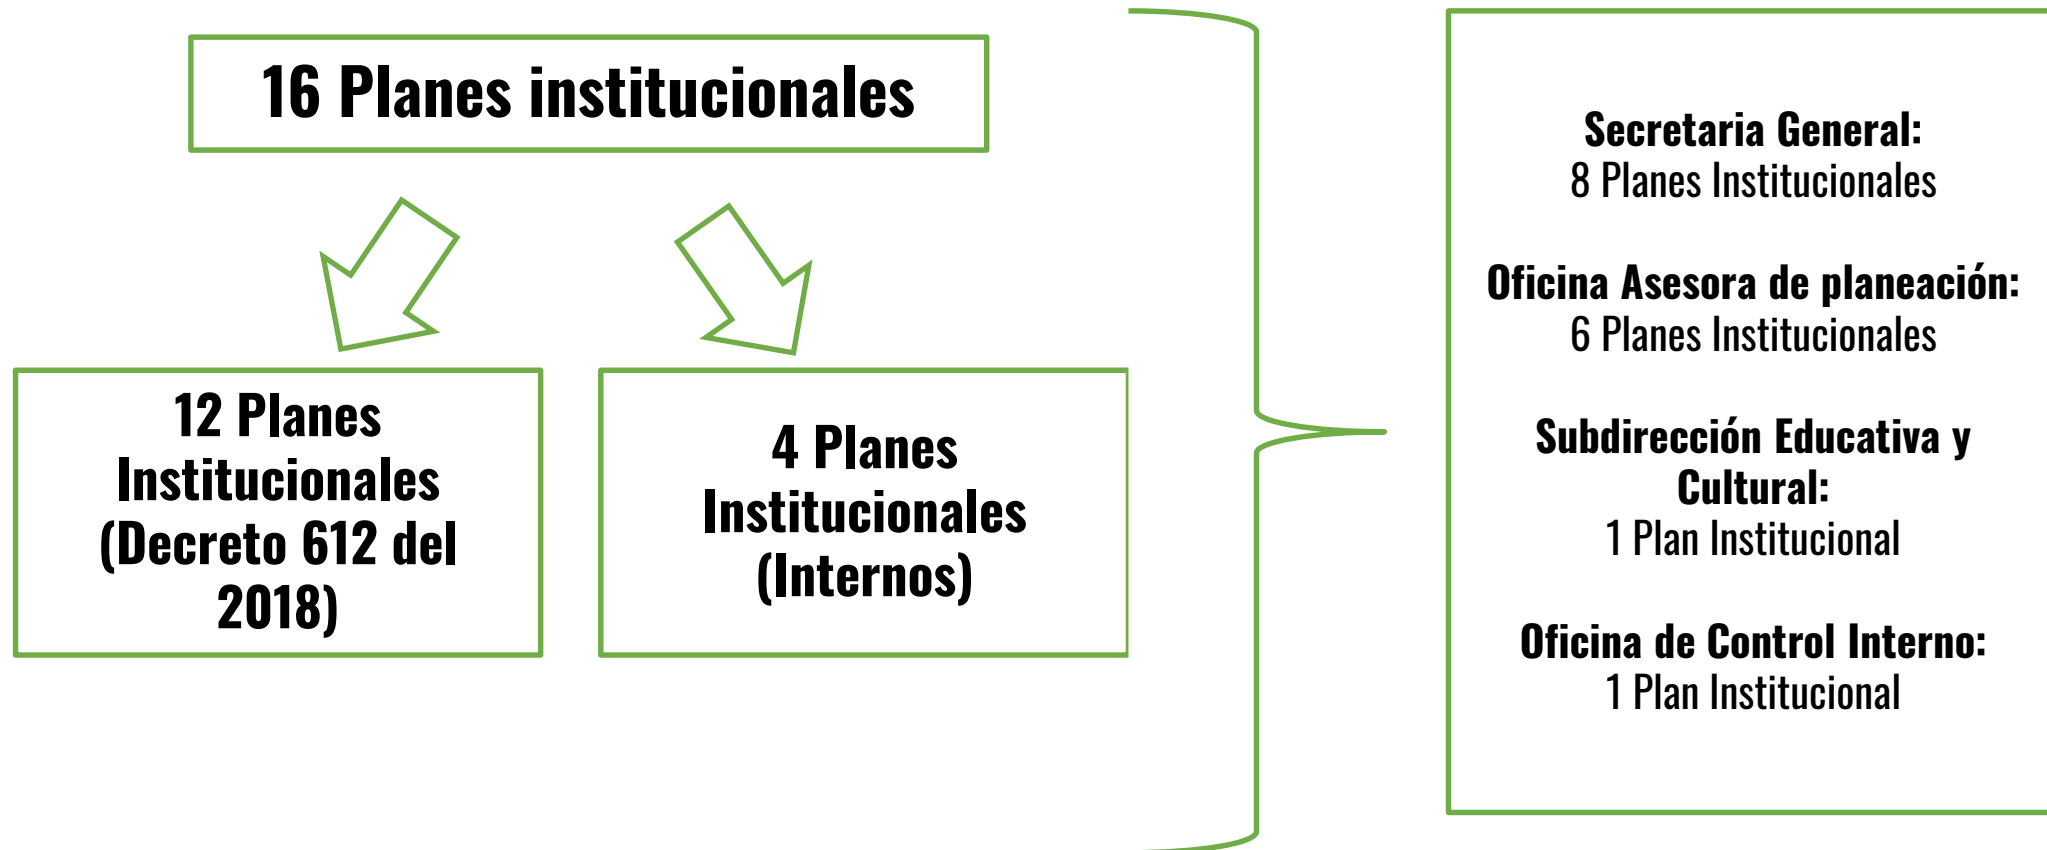 16 Planes institucionales
12 Planes
Institucionales
(Decreto 612 del
2018)
4 Planes
Institucionales
(Internos)
Secretaria General:
8 Planes Institucionales
Oficina Asesora de planeación:
6 Planes Institucionales
Subdirección Educativa y
Cultural:
1 Plan Institucional
Oficina de Control Interno:
1 Plan Institucional